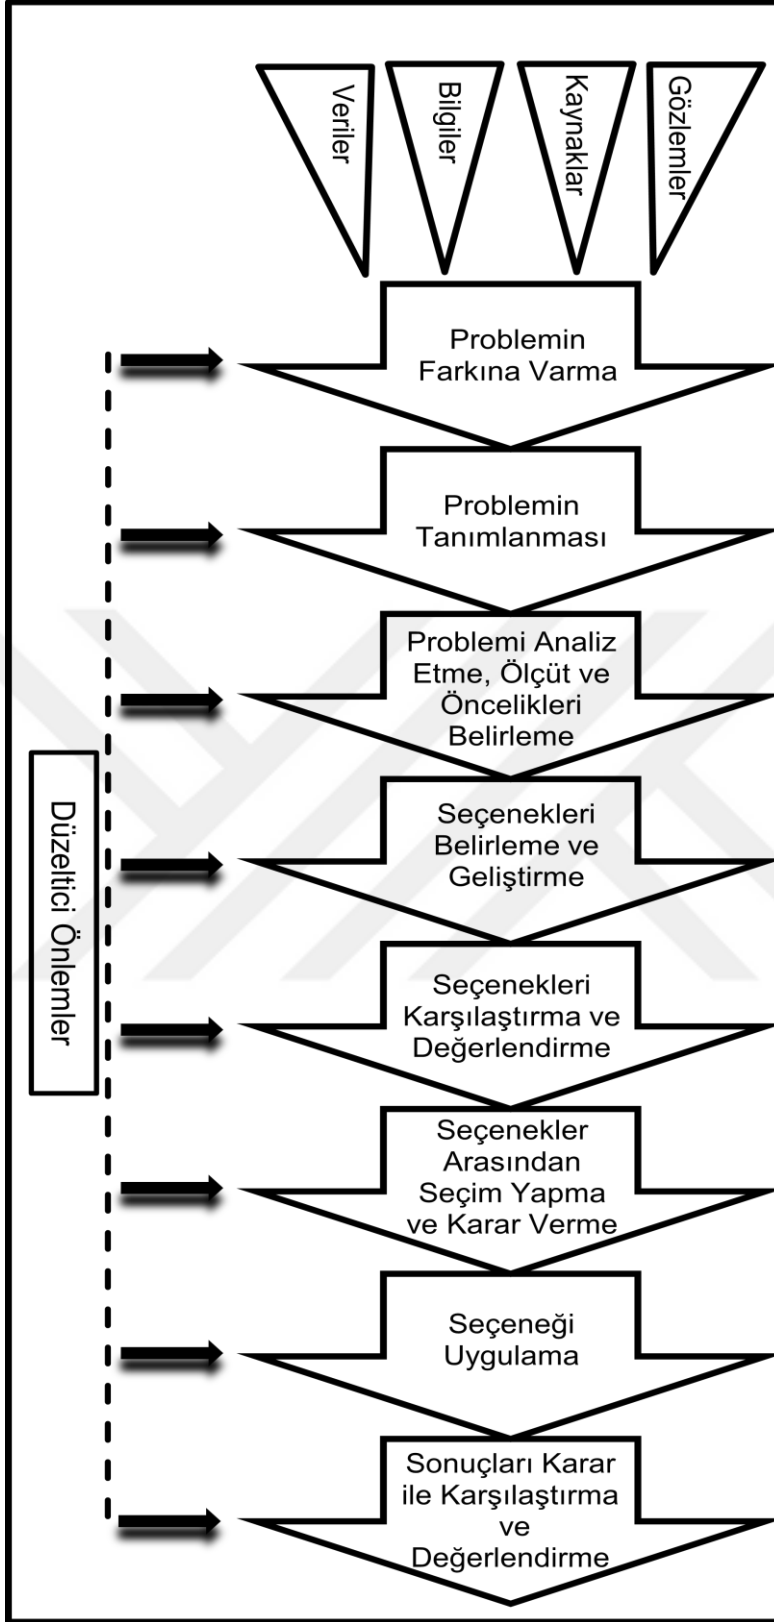 Veriler
Bilgiler
Kaynaklar
Gözlemler
Problemin
Farkına Varma
Problemin
Tanımlanması
Problemi Analiz
Etme, Ölçüt ve
Öncelikleri
Belirleme
Seçenekleri
Belirleme ve
Geliştirme
Düzeltici Önlemler
Seçenekleri
Karşılaştırma ve
Değerlendirme
Seçenekler
Arasından
Seçim Yapma
ve Karar Verme
Seçeneği
Uygulama
Sonuçları Karar
ile Karşılaştırma
ve
Değerlendirme